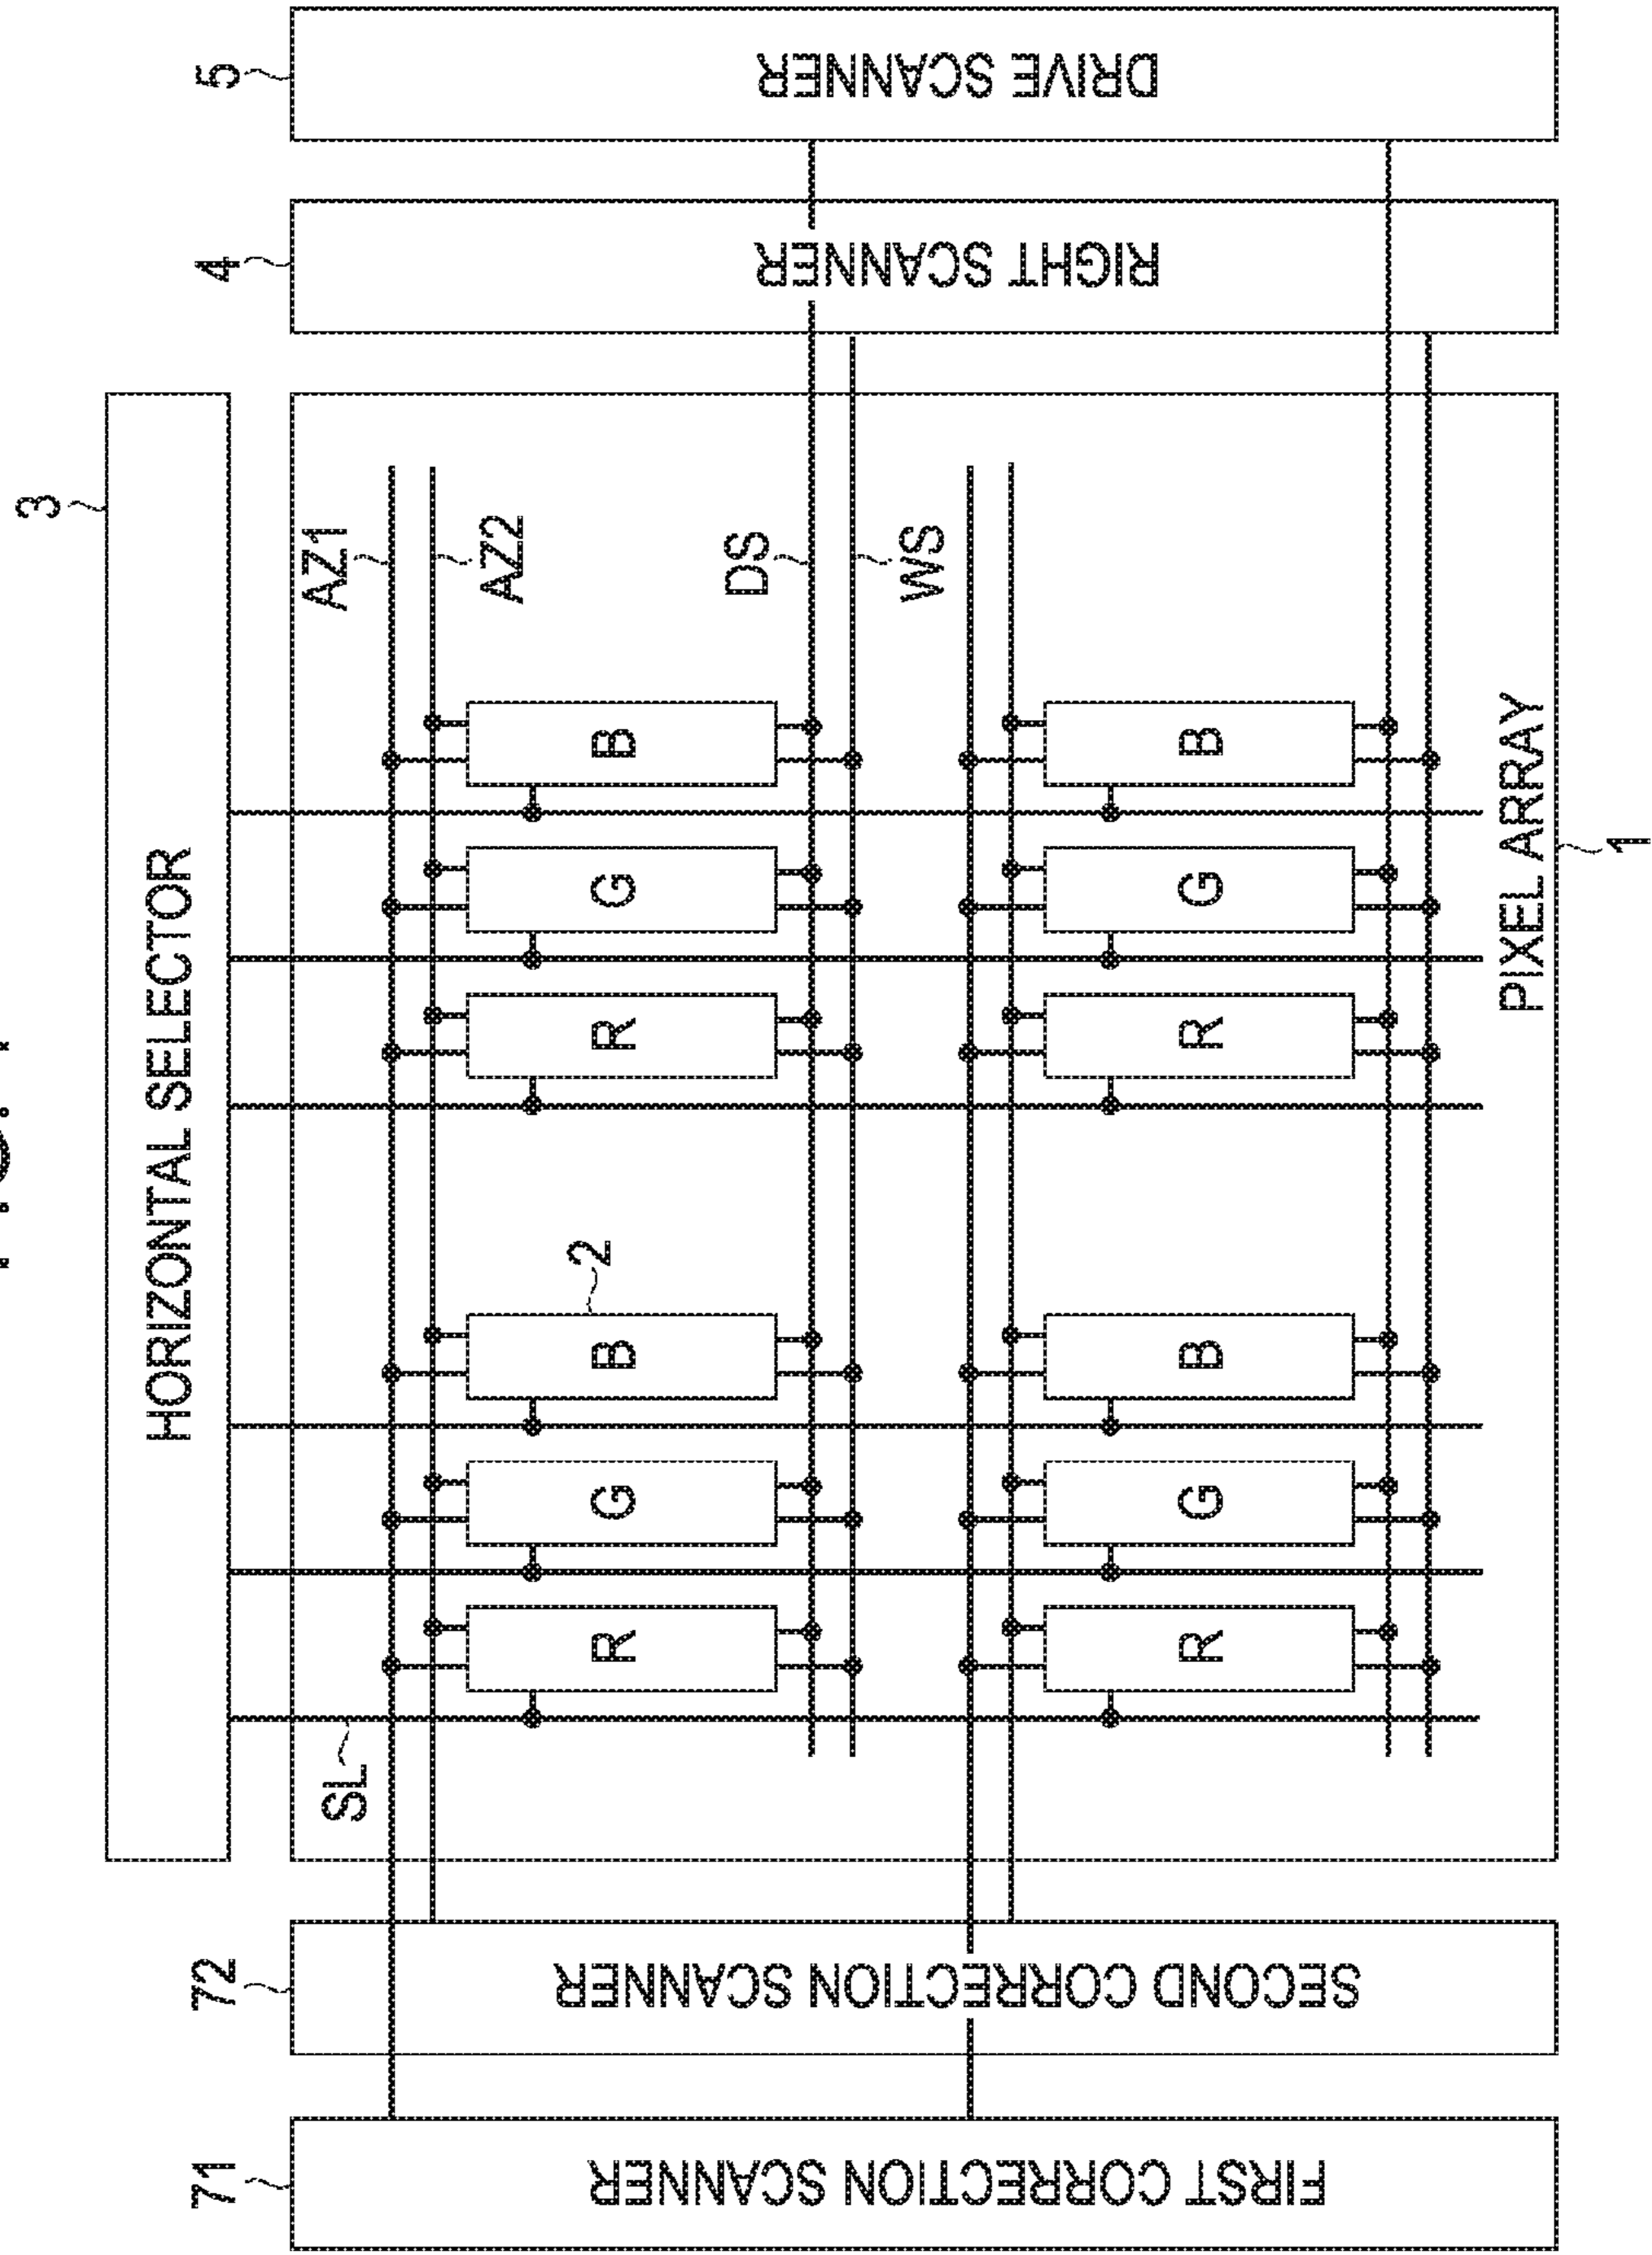 3
HORIZONTAL SELECTOR
71
FIRST CORRECTION SCANNER
72
SECOND CORRECTION SCANNER
SL
AZ1
AZ2
R
G
B
2
R
G
B
DS
WS
R
G
B
R
G
B
PIXEL ARRAY
1
4
RIGHT SCANNER
5
DRIVE SCANNER